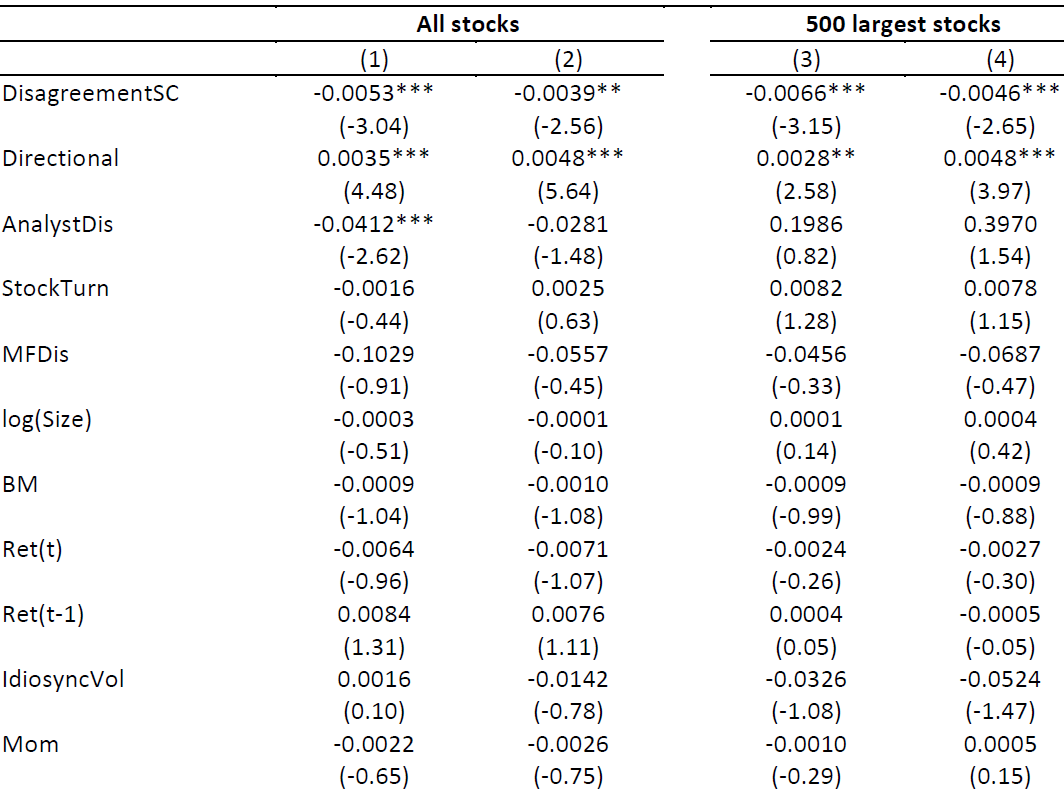 All stocks 500 largest stocks
(1) (2) (3) (4)
DisagreementSC -0.0053*** -0.0039** -0.0066*** -0.0046***
(-3.04) (-2.56) (-3.15) (-2.65)
Directional 0.0035*** 0.0048*** 0.0028** 0.0048***
(4.48) (5.64) (2.58) (3.97)
AnalystDis -0.0412*** -0.0281 0.1986 0.3970
(-2.62) (-1.48) (0.82) (1.54)
StockTurn -0.0016 0.0025 0.0082 0.0078
(-0.44) (0.63) (1.28) (1.15)
MFDis -0.1029 -0.0557 -0.0456 -0.0687
(-0.91) (-0.45) (-0.33) (-0.47)
log(Size) -0.0003 -0.0001 0.0001 0.0004
(-0.51) (-0.10) (0.14) (0.42)
BM -0.0009 -0.0010 -0.0009 -0.0009
(-1.04) (-1.08) (-0.99) (-0.88)
Ret(t) -0.0064 -0.0071 -0.0024 -0.0027
(-0.96) (-1.07) (-0.26) (-0.30)
Ret(t-1) 0.0084 0.0076 0.0004 -0.0005
(1.31) (1.11) (0.05) (-0.05)
IdiosyncVol 0.0016 -0.0142 -0.0326 -0.0524
(0.10) (-0.78) (-1.08) (-1.47)
Mom -0.0022 -0.0026 -0.0010 0.0005
(-0.65) (-0.75) (-0.29) (0.15)